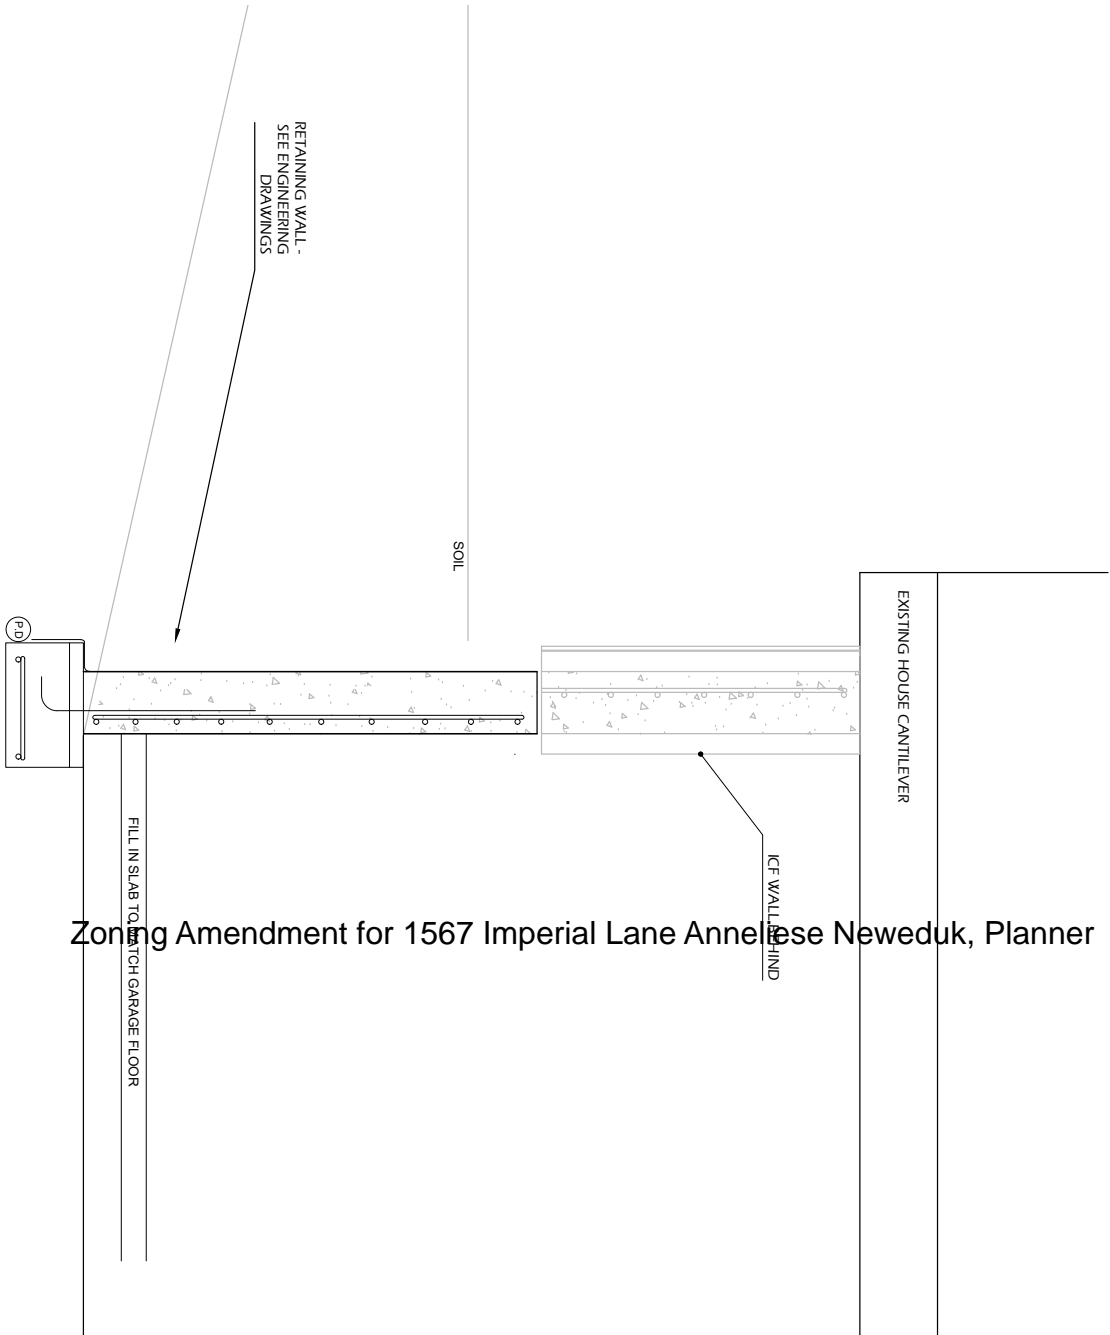 RETAINING WALL -
SEE ENGINEERING
DRAWINGS
SOIL
EXISTING HOUSE CANTILEVER
P.D
ICF WALL BEHIND
FILL IN SLAB TO MATCH GARAGE FLOOR
Zoning Amendment for 1567 Imperial Lane Anneliese Neweduk, Planner